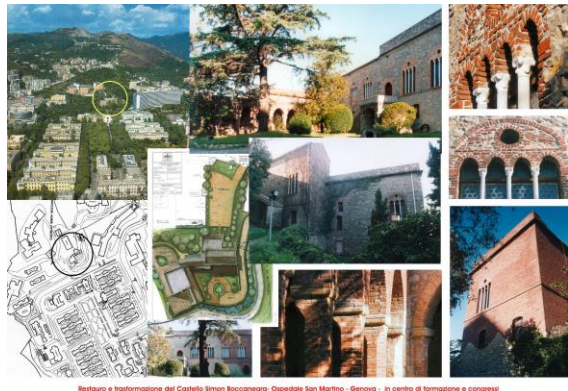 Restauro e trasformazione del Castello Simon Boccanegra- Ospedale San Martino - Genova - in centro di formazione e congressi